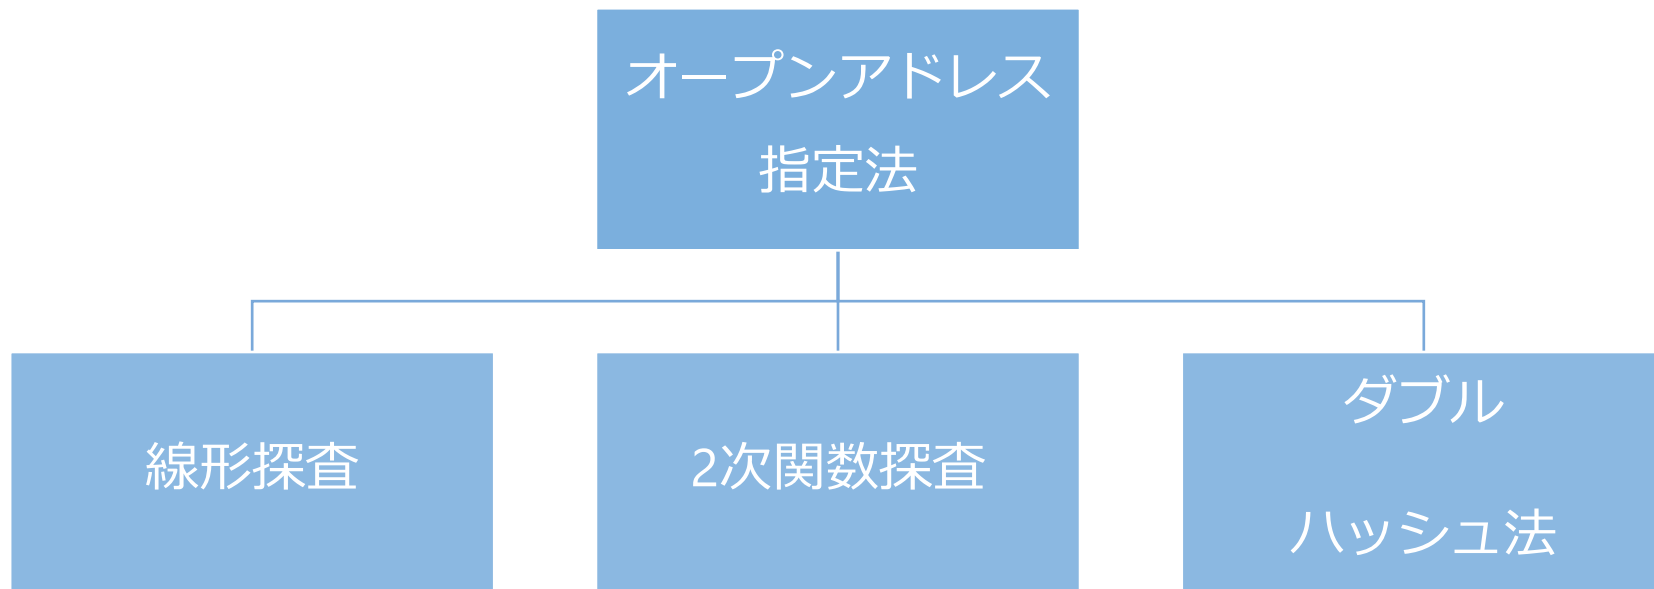 オープンアドレス
指定法
線形探査
2次関数探査
ダブル
ハッシュ法